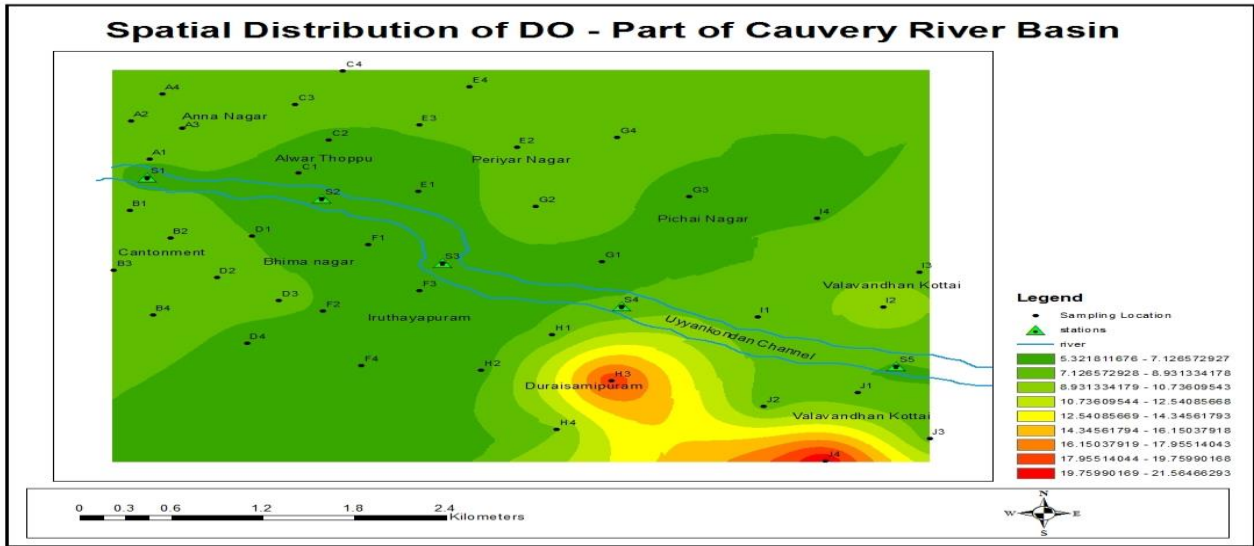 Spatial Distribution of DO - Part of Cauvery River Basin
C4
E4
A4
C3
Anna Nagar
A2
A3
E3
C2
G4
E2
Alwar Thoppu
Periyar Nagar
A1
C1
S1
E1
S2
G3
B1
G2
Pichai Nagar
I4
B2
D1
F1
Cantonment
Bhima nagar
S3
G1
B3
D2
I3
Valavandhan Kottai
F3
D3
I2
S4
B4
F2
Iruthayapuram
I1
Uyyankondan Channel
H1
D4
F4
H2
S5
H3
Duraisamipuram
J1
J2
Valavandhan Kottai
H4
J3
J4
Legend
Sampling Location
stations
river
5.321811676 - 7.126572927
7.126572928 - 8.931334178
8.931334179 - 10.73609543
10.73609544 - 12.54085668
12.54085669 - 14.34561793
14.34561794 - 16.15037918
16.15037919 - 17.95514043
17.95514044 - 19.75990168
19.75990169 - 21.56466293
0 0.3 0.6 1.2 1.8 2.4
Kilometers
N
W E
S